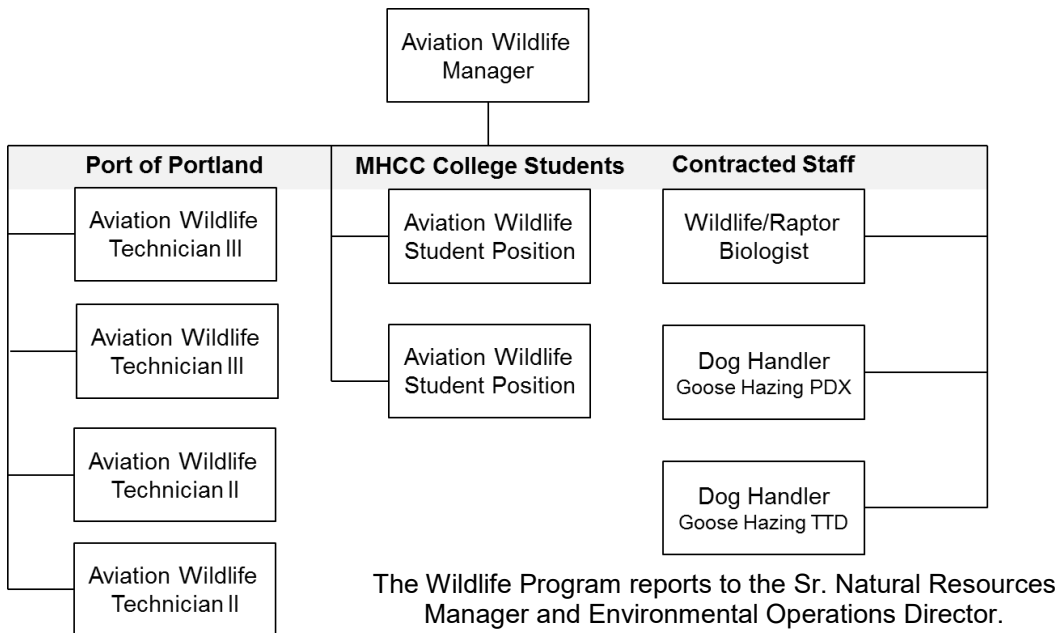 Aviation Wildlife
Manager
Port of Portland
MHCC College Students
Contracted Staff
Aviation Wildlife
Technician III
Aviation Wildlife
Technician III
Aviation Wildlife
Technician II
Aviation Wildlife
Technician II
Aviation Wildlife
Student Position
Aviation Wildlife
Student Position
Wildlife/Raptor
Biologist
Dog Handler
Goose Hazing PDX
Dog Handler
Goose Hazing TTD
The Wildlife Program reports to the Sr. Natural Resources
Manager and Environmental Operations Director.